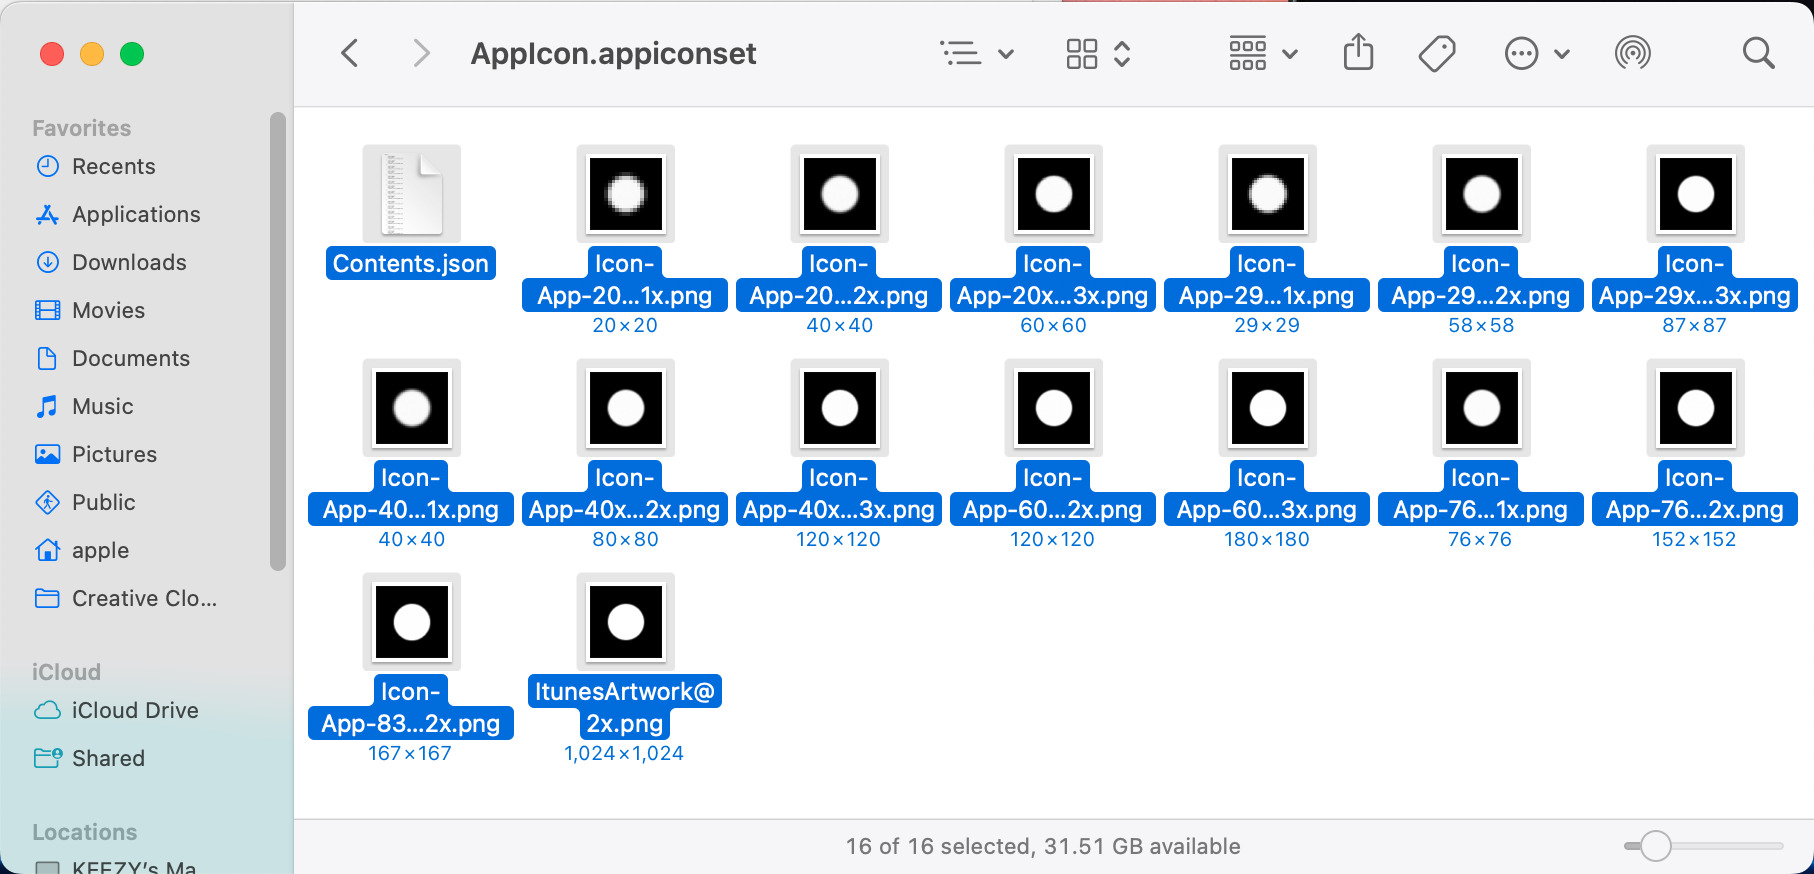 AppIcon.appiconset
Favorites
Recents
Applications
Downloads
Movies
Documents
Music
Pictures
Public
apple
Creative Clo...
iCloud
iCloud Drive
Shared
Locations
KEEZY’s Ma
Contents.json
Icon-
App-20...1x.png
20×20
Icon-
App-20...2x.png
40×40
Icon-
App-20x...3x.png
60×60
Icon-
App-29...1x.png
29×29
Icon-
App-29...2x.png
58×58
Icon-
App-29x...3x.png
87×87
Icon-
App-40...1x.png
40×40
Icon-
App-40x...2x.png
80×80
Icon-
App-40x...3x.png
120×120
Icon-
App-60...2x.png
120×120
Icon-
App-60...3x.png
180×180
Icon-
App-76...1x.png
76×76
Icon-
App-76...2x.png
152×152
Icon-
App-83...2x.png
167×167
ItunesArtwork@
2x.png
1,024×1,024
16 of 16 selected, 31.51 GB available